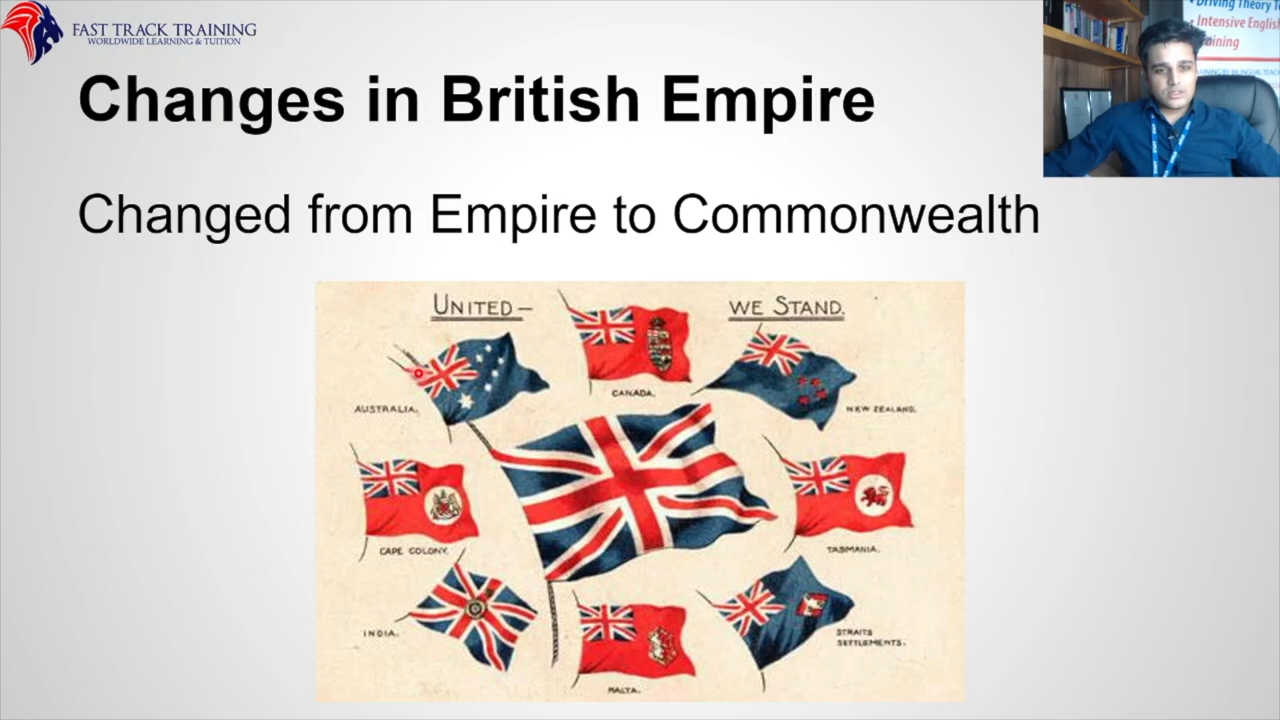 FAST TRACK TRAINING
WORLDWIDE LEARNING & TUITION
• Driving Theory
• Intensive English
Changes in British Empire
Changed from Empire to Commonwealth
UNITED— WE STAND.
CANADA.
AUSTRALIA.
NEW ZEALAND.
CAPE COLONY.
TASMANIA.
INDIA.
STRAITS
SETTLEMENTS.
MALTA.